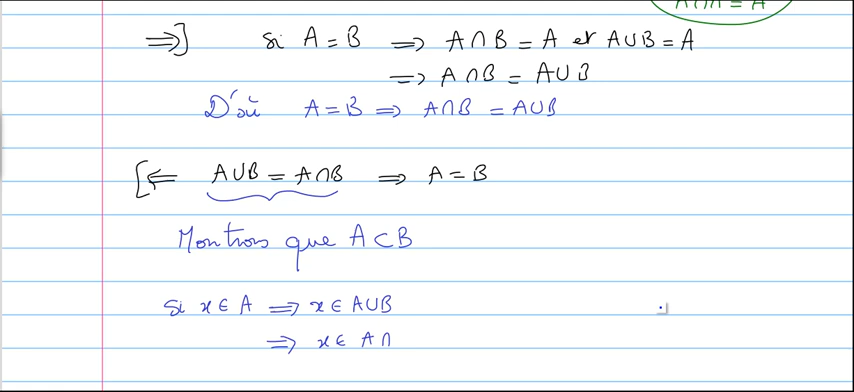 A∩A = A
⟹] si A = B ⟹ A∩B = A et A∪B = A
⟹ A∩B = A∪B
D'où A = B ⟹ A∩B = A∪B
[⟸ A∪B = A∩B ⟹ A = B
Montrons que A⊂B
Si x∈A ⟹ x∈A∪B
⟹ x∈ A∩